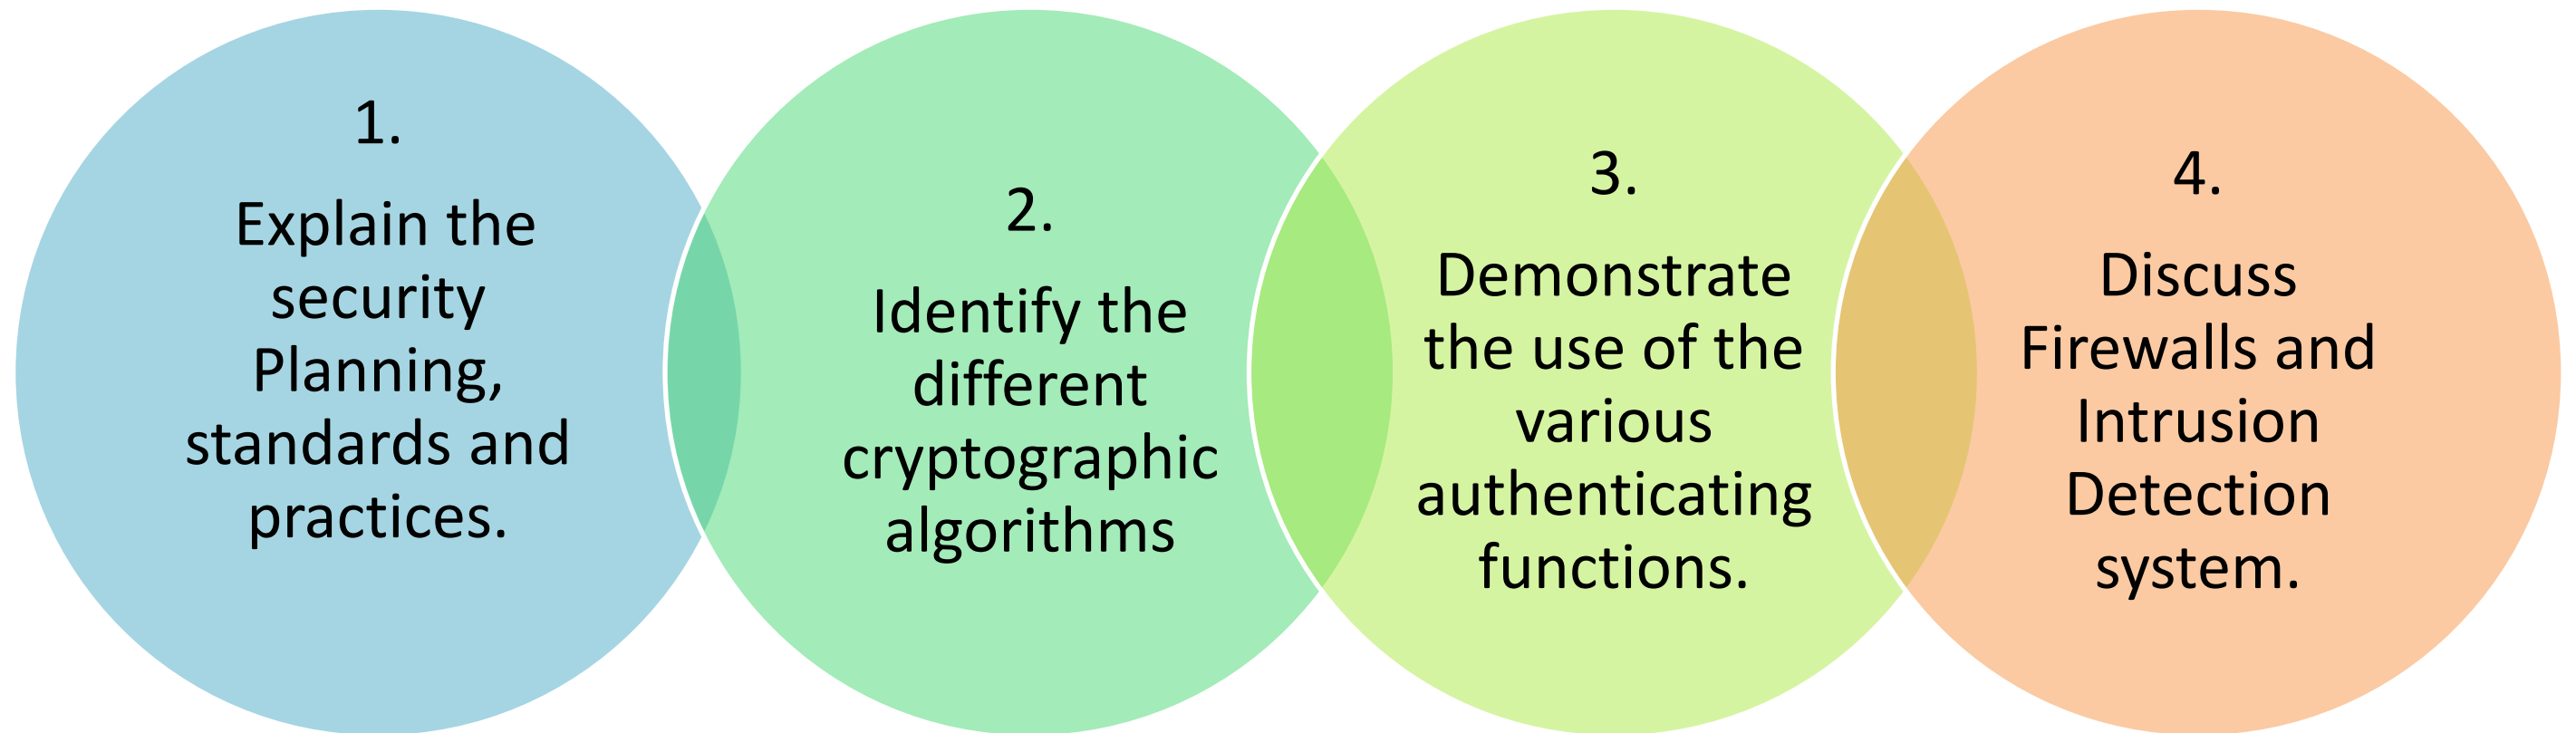 1.
Explain the
security
Planning,
standards and
practices.
2.
Identify the
different
cryptographic
algorithms
3.
Demonstrate
the use of the
various
authenticating
functions.
4.
Discuss
Firewalls and
Intrusion
Detection
system.